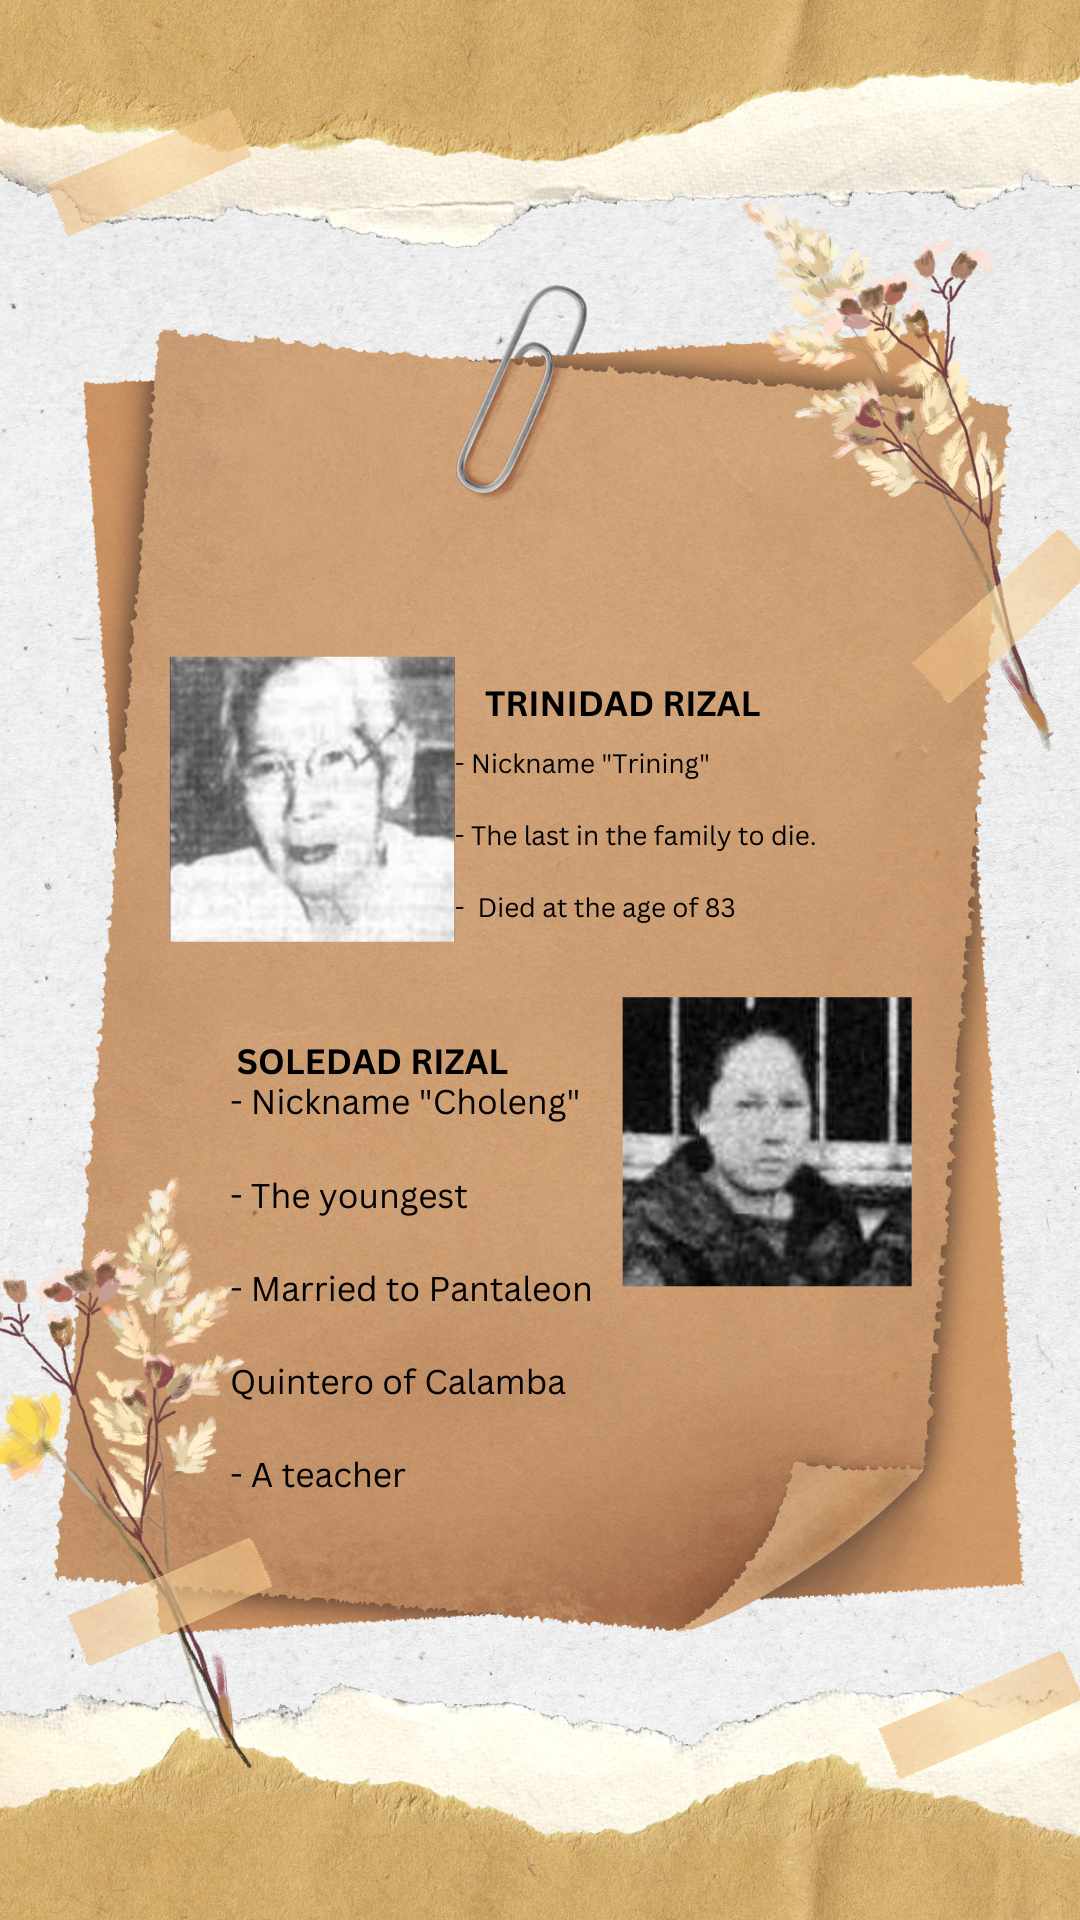 TRINIDAD RIZAL
- Nickname "Trining"
- The last in the family to die.
-  Died at the age of 83
SOLEDAD RIZAL
- Nickname "Choleng"
- The youngest
- Married to Pantaleon
Quintero of Calamba
- A teacher